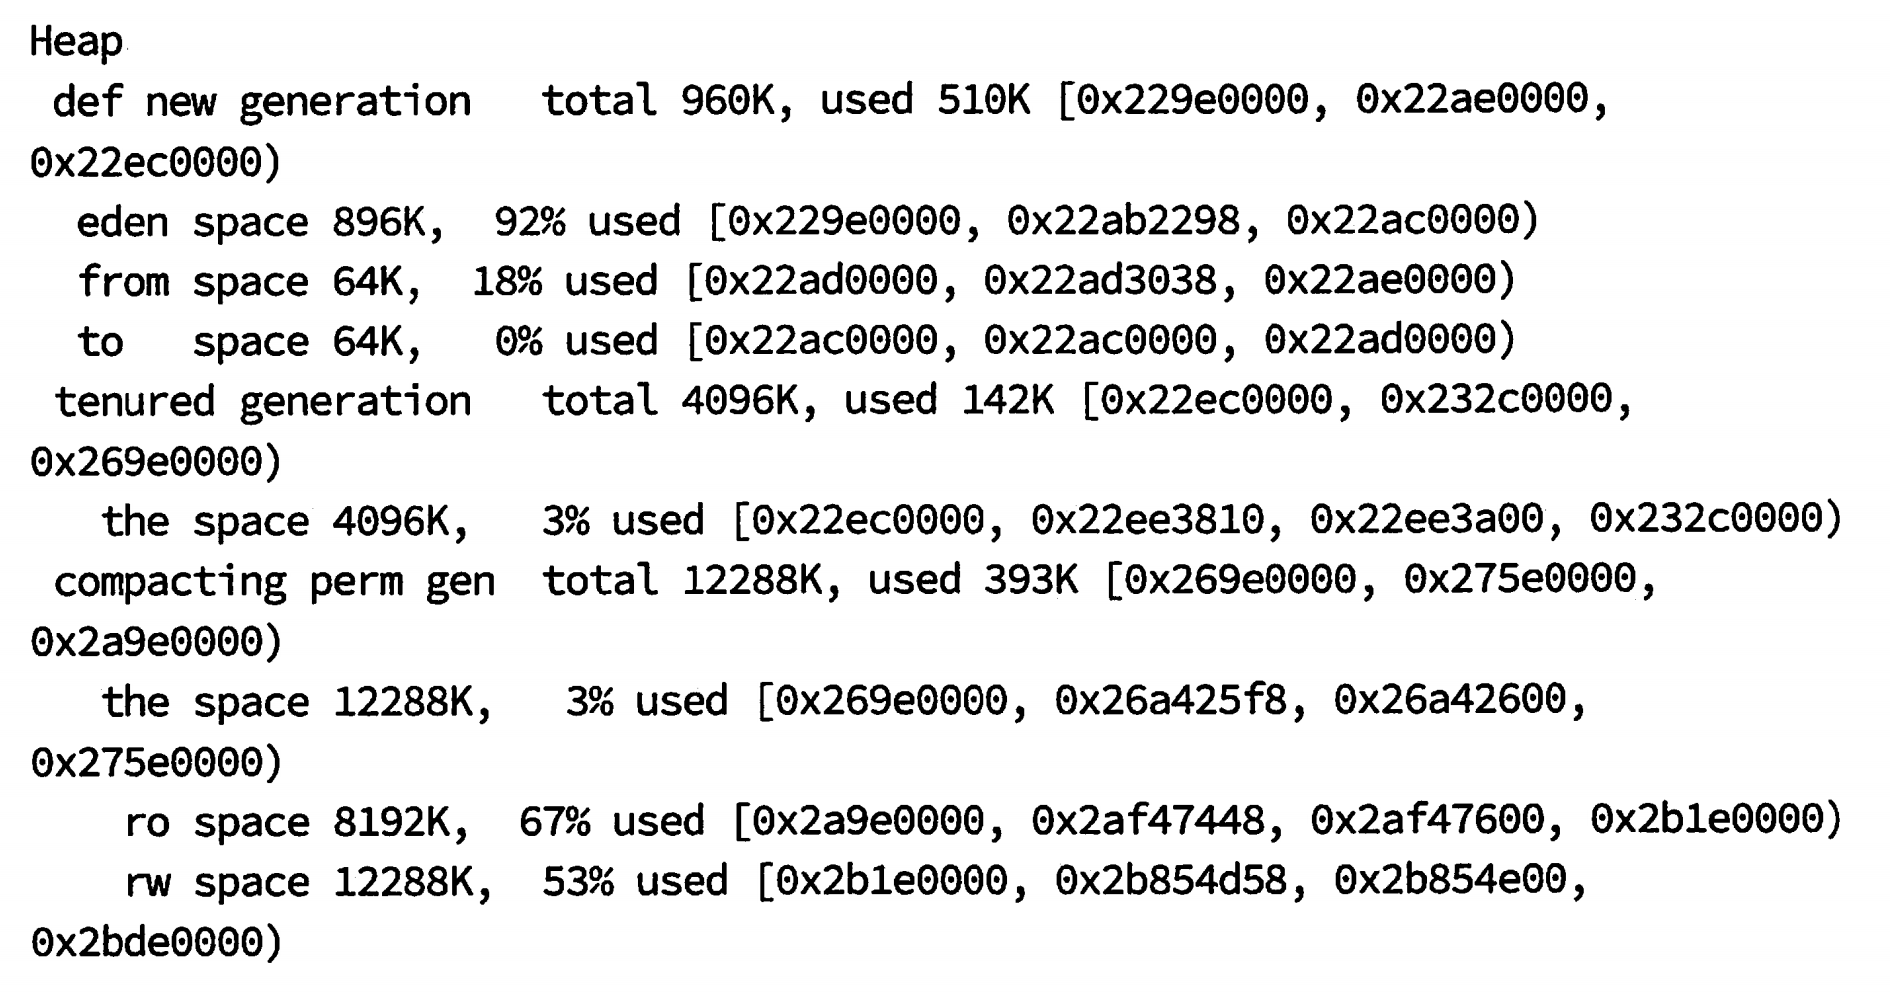 Heap
def new generation   total 960K, used 510K [0x229e0000, 0x22ae0000,
0x22ec0000)
eden space 896K,  92% used [0x229e0000, 0x22ab2298, 0x22ac0000)
from space 64K,  18% used [0x22ad0000, 0x22ad3038, 0x22ae0000)
to   space 64K,   0% used [0x22ac0000, 0x22ac0000, 0x22ad0000)
tenured generation   total 4096K, used 142K [0x22ec0000, 0x232c0000,
0x269e0000)
the space 4096K,   3% used [0x22ec0000, 0x22ee3810, 0x22ee3a00, 0x232c0000)
compacting perm gen  total 12288K, used 393K [0x269e0000, 0x275e0000,
0x2a9e0000)
the space 12288K,   3% used [0x269e0000, 0x26a425f8, 0x26a42600,
0x275e0000)
ro space 8192K,  67% used [0x2a9e0000, 0x2af47448, 0x2af47600, 0x2b1e0000)
rw space 12288K,  53% used [0x2b1e0000, 0x2b854d58, 0x2b854e00,
0x2bde0000)